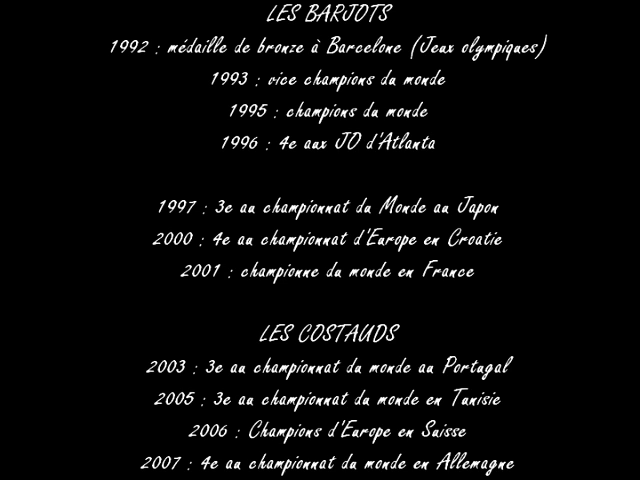 LES BARJOTS
1992 : médaille de bronze à Barcelone (Jeux olympiques)
1993 : vice champions du monde
1995 : champions du monde
1996 : 4e aux JO d'Atlanta
1997 : 3e au championnat du Monde au Japon
2000 : 4e au championnat d'Europe en Croatie
2001 : championne du monde en France
LES COSTAUDS
2003 : 3e au championnat du monde au Portugal
2005 : 3e au championnat du monde en Tunisie
2006 : Champions d'Europe en Suisse
2007 : 4e au championnat du monde en Allemagne